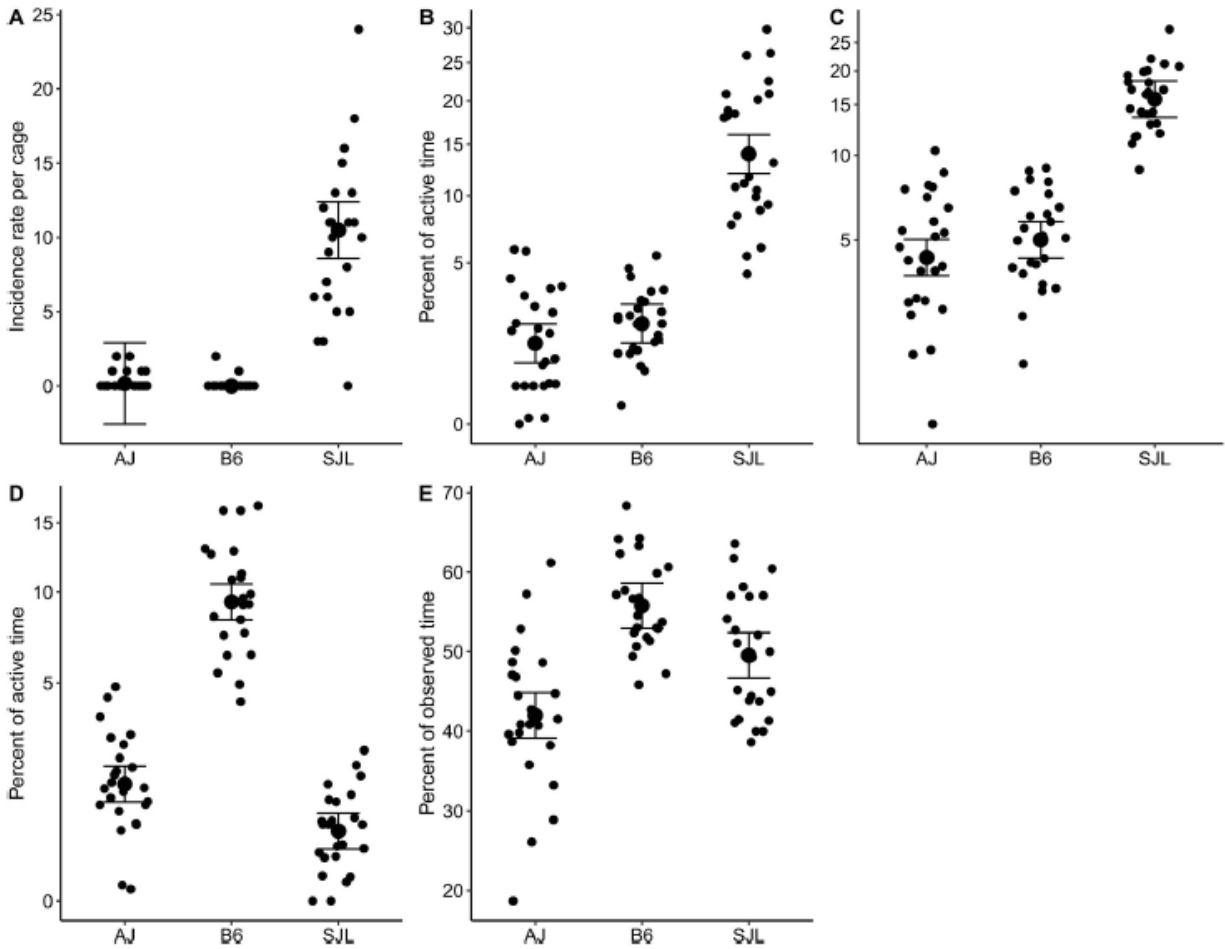 A
25
20
15
10
5
0
Incidence rate per cage
AJ
B6
SJL
B
30
25
20
15
10
5
0
Percent of active time
AJ
B6
SJL
C
25
20
15
10
5
AJ
B6
SJL
D
15
10
5
0
Percent of active time
AJ
B6
SJL
E
70
60
50
40
30
20
Percent of observed time
AJ
B6
SJL